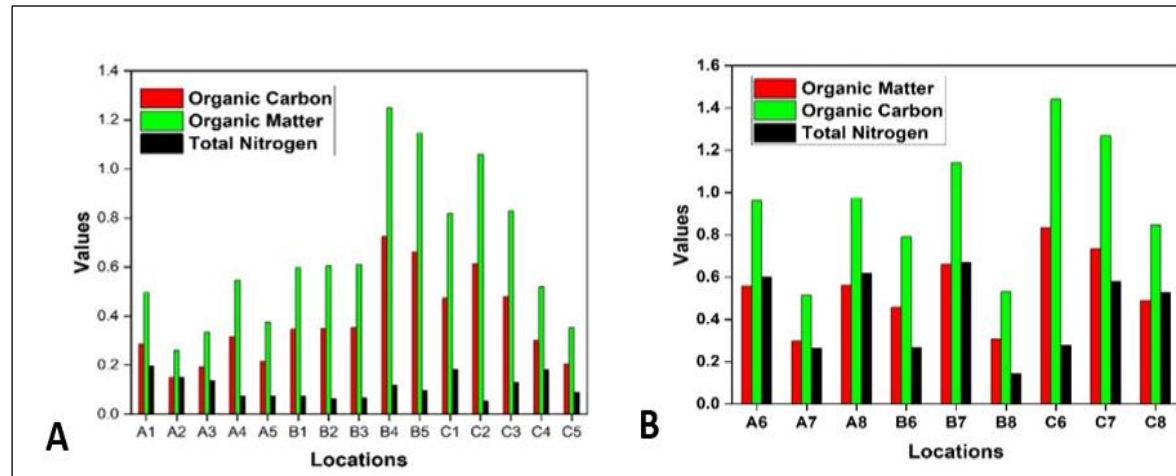 1.4
1.2
1.0
0.8
0.6
0.4
0.2
0.0
Values
Organic Carbon
Organic Matter
Total Nitrogen
A1 A2 A3 A4 A5 B1 B2 B3 B4 B5 C1 C2 C3 C4 C5
Locations
A
1.6
1.4
1.2
1.0
0.8
0.6
0.4
0.2
0.0
Values
Organic Matter
Organic Carbon
Total Nitrogen
A6 A7 A8 B6 B7 B8 C6 C7 C8
Locations
B